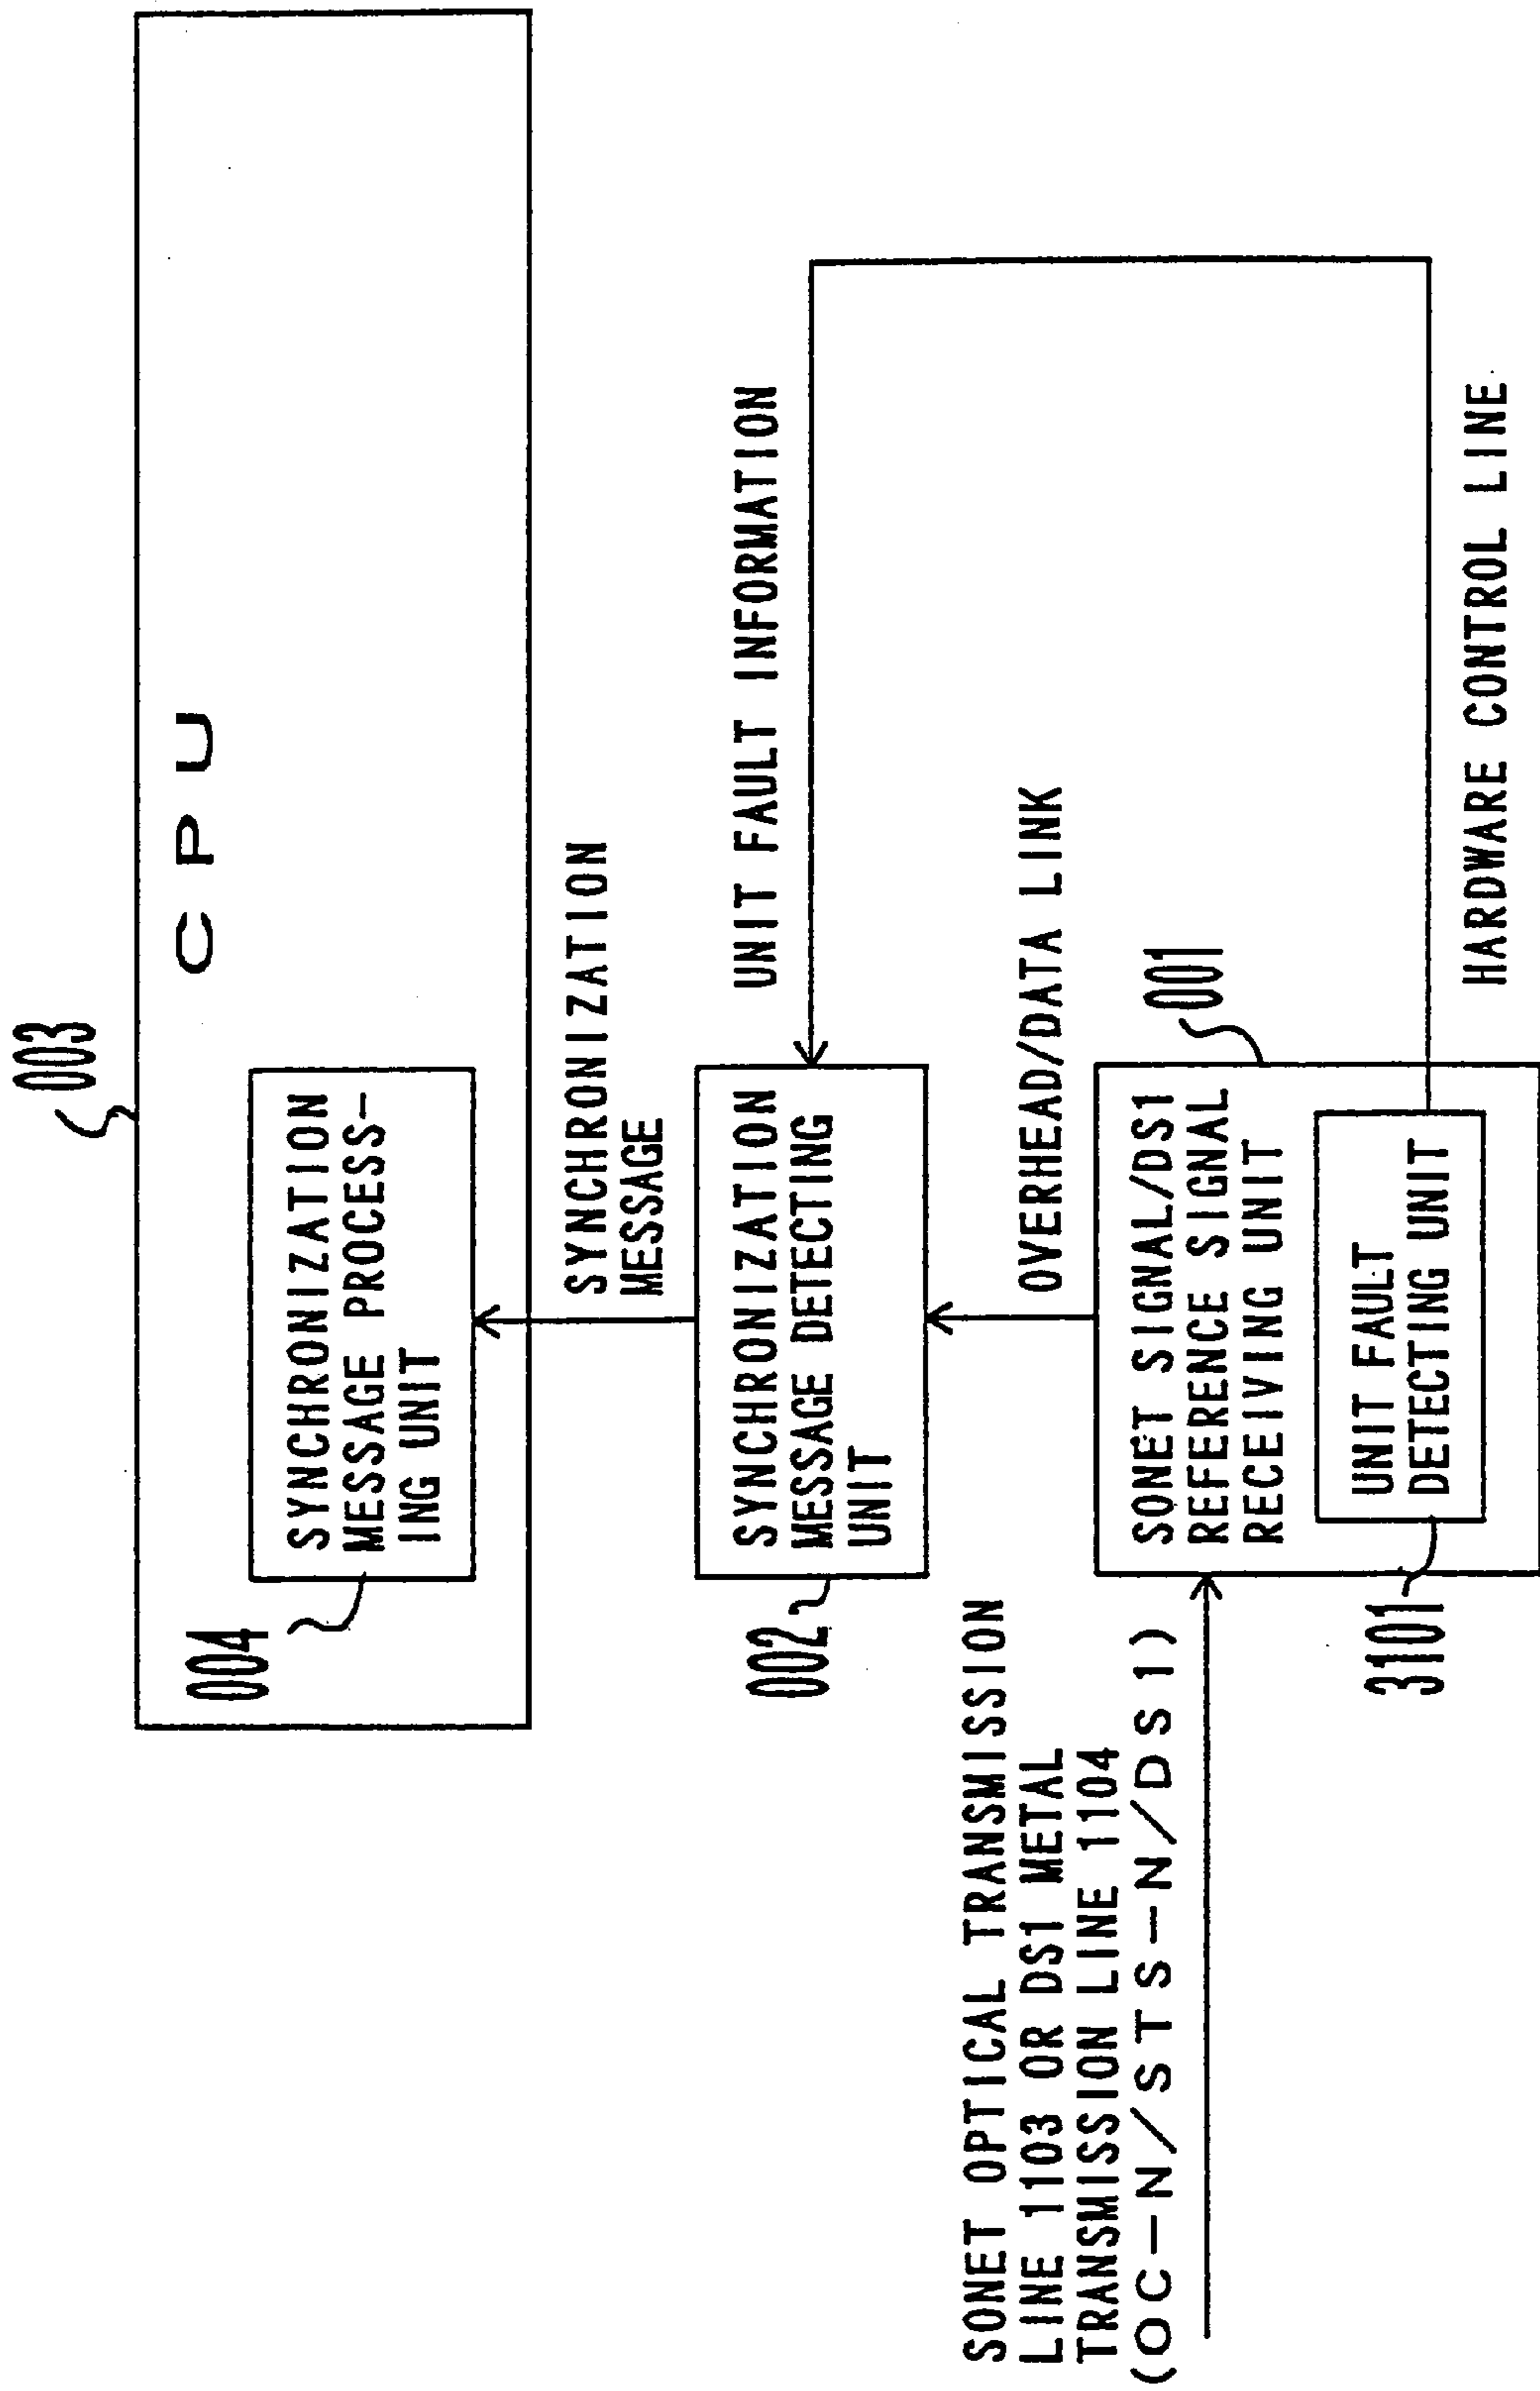 003
C P U
004
SYNCHRONIZATION
MESSAGE PROCESS-
ING UNIT
SYNCHRONIZATION
MESSAGE
UNIT FAULT INFORMATION
002
SYNCHRONIZATION
MESSAGE DETECTING
UNIT
SONET OPTICAL TRANSMISSION
LINE 1103 OR DS1 METAL
TRANSMISSION LINE 1104
(OC-N/STS-N/DS1)
OVERHEAD/DATA LINK
001
SONET SIGNAL/DS1
REFERENCE SIGNAL
RECEIVING UNIT
UNIT FAULT
DETECTING UNIT
3101
HARDWARE CONTROL LINE